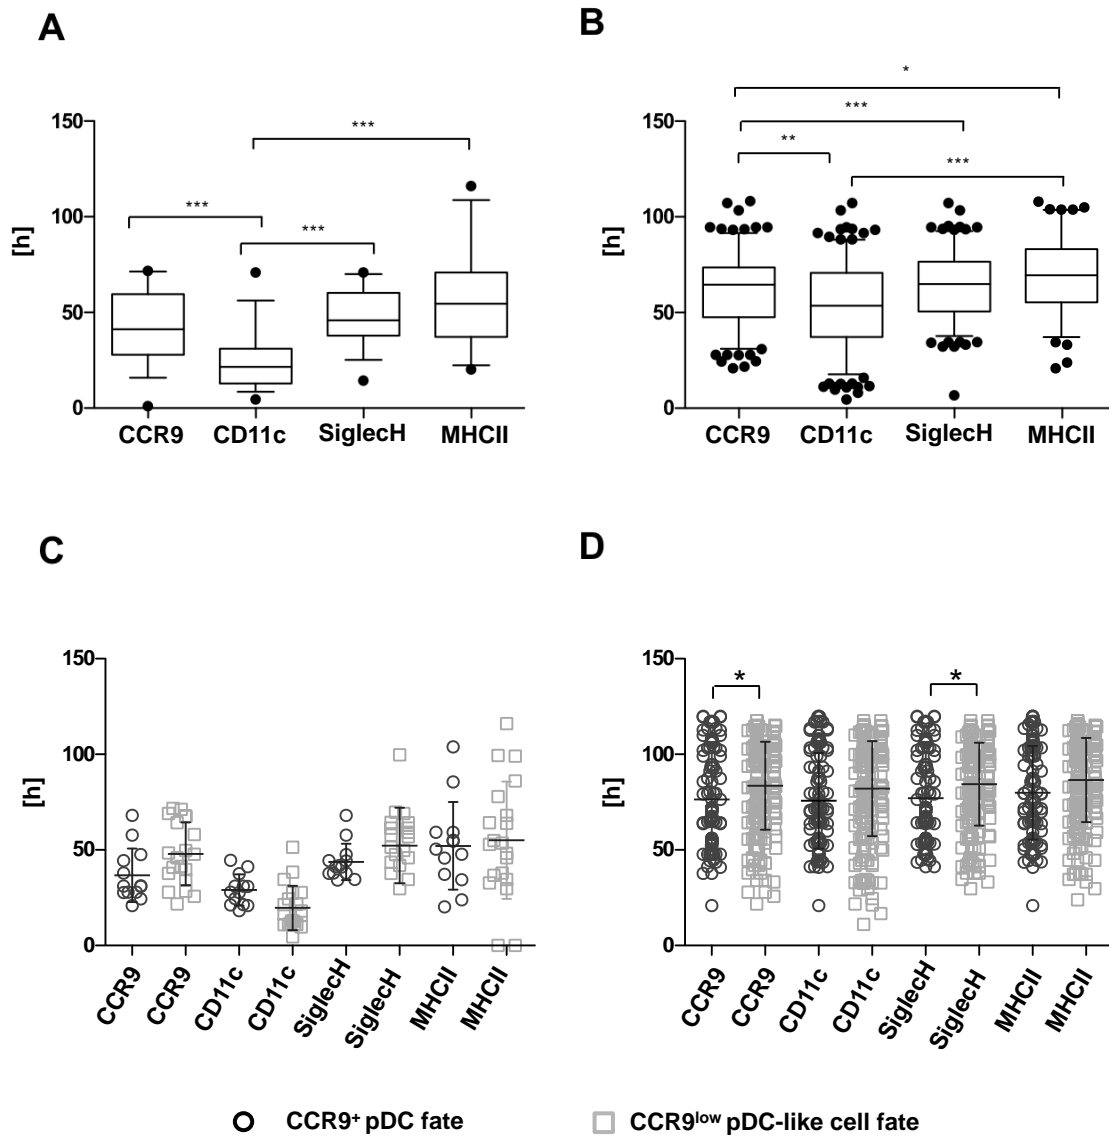 A
B
*
***
***
**
***
***
***
150
100
50
0
[h]
CCR9
CD11c
SiglecH
MHCII
150
100
50
0
[h]
CCR9
CD11c
SiglecH
MHCII
C
D
150
100
50
0
[h]
CCR9
CCR9
CD11c
CD11c
SiglecH
SiglecH
MHCII
MHCII
*
*
150
100
50
0
[h]
CCR9
CCR9
CD11c
CD11c
SiglecH
SiglecH
MHCII
MHCII
CCR9⁺ pDC fate
CCR9ˡᵒʷ pDC-like cell fate